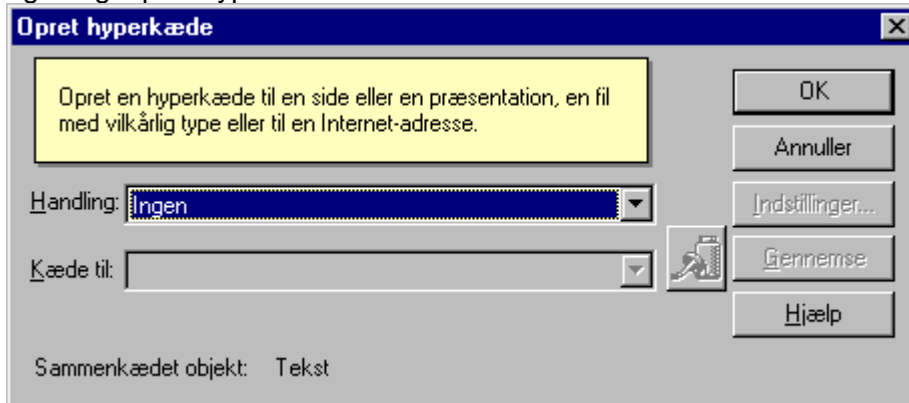 Opret hyperkæde
Opret en hyperkæde til en side eller en præsentation, en fil
med vilkårlig type eller til en Internet-adresse.
OK
Annuller
Handling: Ingen
Indstillinger...
Kæde til:
Gennemse
Hjælp
Sammenkædet objekt: Tekst